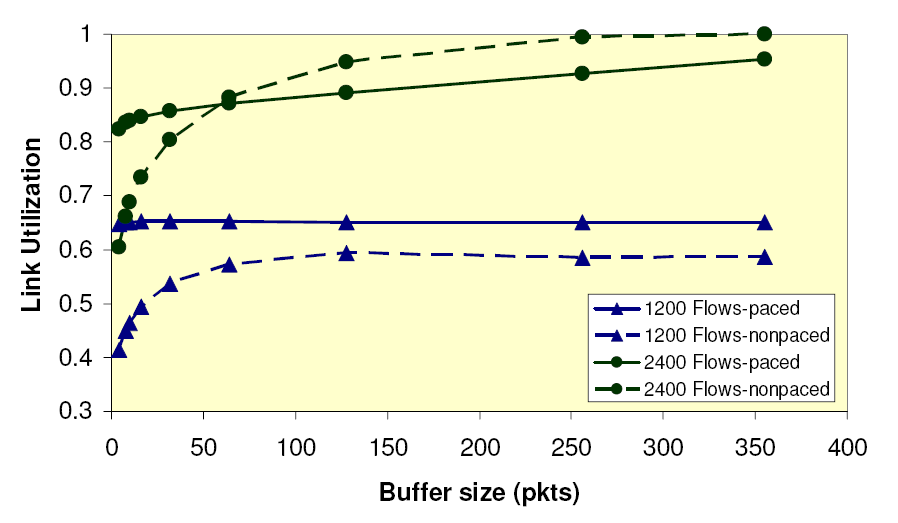 1
0.9
0.8
0.7
0.6
0.5
0.4
0.3
Link Utilization
0 50 100 150 200 250 300 350 400
Buffer size (pkts)
1200 Flows-paced
1200 Flows-nonpaced
2400 Flows-paced
2400 Flows-nonpaced